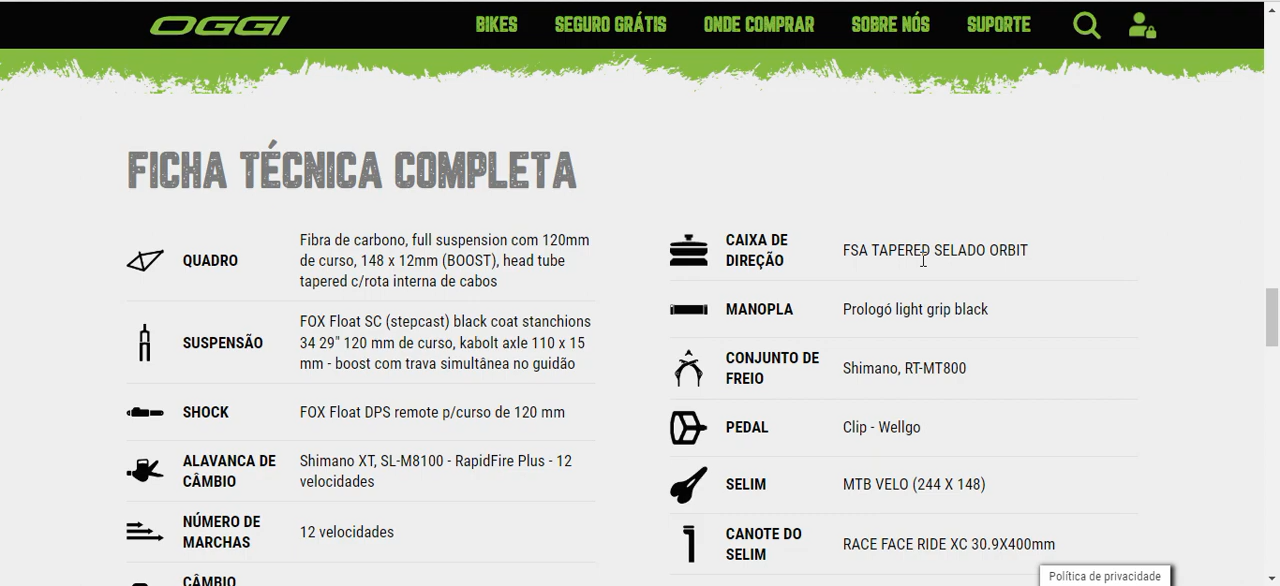 OGGI
BIKES SEGURO GRÁTIS ONDE COMPRAR SOBRE NÓS SUPORTE
FICHA TÉCNICA COMPLETA
QUADRO
Fibra de carbono, full suspension com 120mm
de curso, 148 x 12mm (BOOST), head tube
tapered c/rota interna de cabos
SUSPENSÃO
FOX Float SC (stepcast) black coat stanchions
34 29" 120 mm de curso, kabolt axle 110 x 15
mm - boost com trava simultânea no guidão
SHOCK
FOX Float DPS remote p/curso de 120 mm
ALAVANCA DE
CÂMBIO
Shimano XT, SL-M8100 - RapidFire Plus - 12
velocidades
NÚMERO DE
MARCHAS
12 velocidades
CÂMBIO
CAIXA DE
DIREÇÃO
FSA TAPERED SELADO ORBIT
MANOPLA
Prologó light grip black
CONJUNTO DE
FREIO
Shimano, RT-MT800
PEDAL
Clip - Wellgo
SELIM
MTB VELO (244 X 148)
CANOTE DO
SELIM
RACE FACE RIDE XC 30.9X400mm
Política de privacidade